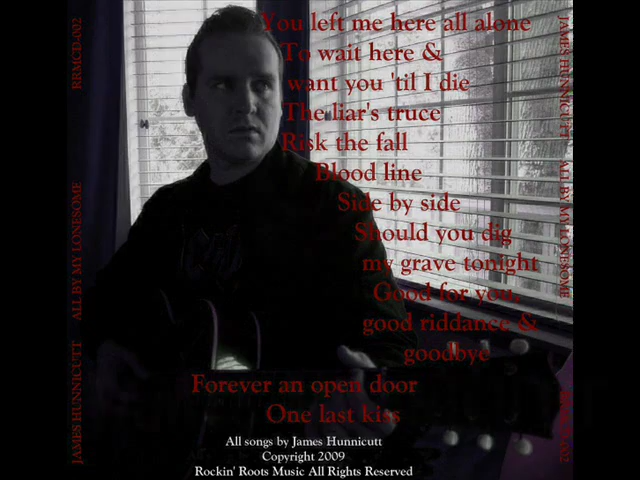 RRMCD-002
ALL BY MY LONESOME
JAMES HUNNICUTT
You left me here all alone
To wait here &
want you 'til I die
The liar's truce
Risk the fall
Blood line
Side by side
Should you dig
my grave tonight
Good for you,
good riddance &
goodbye
Forever an open door
One last kiss
All songs by James Hunnicutt
Copyright 2009
Rockin' Roots Music All Rights Reserved
JAMES HUNNICUTT
ALL BY MY LONESOME